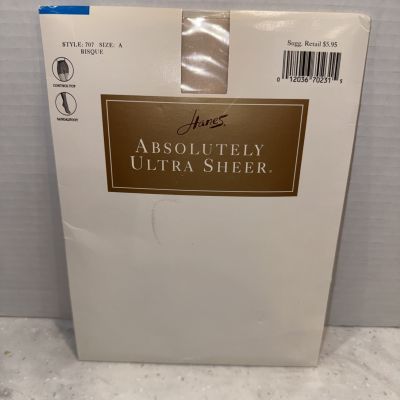 STYLE: 707 SIZE: A
BISQUE
CONTROL TOP
SANDALFOOT
Sugg. Retail $5.95
0 12036 70231 5
Hanes®
ABSOLUTELY
ULTRA SHEER®